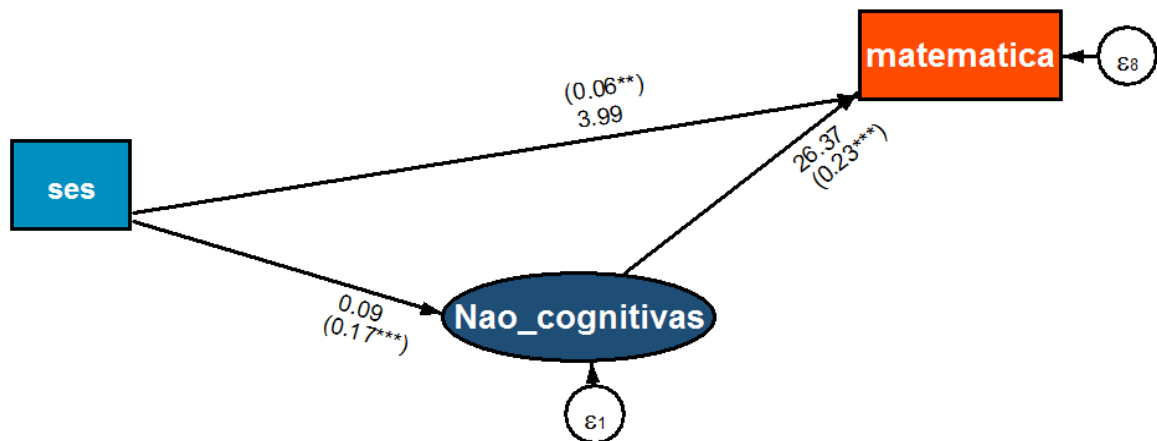 matematica
ε8
(0.06**)
3.99
ses
26.37
(0.23***)
0.09
(0.17***)
Nao_cognitivas
ε1